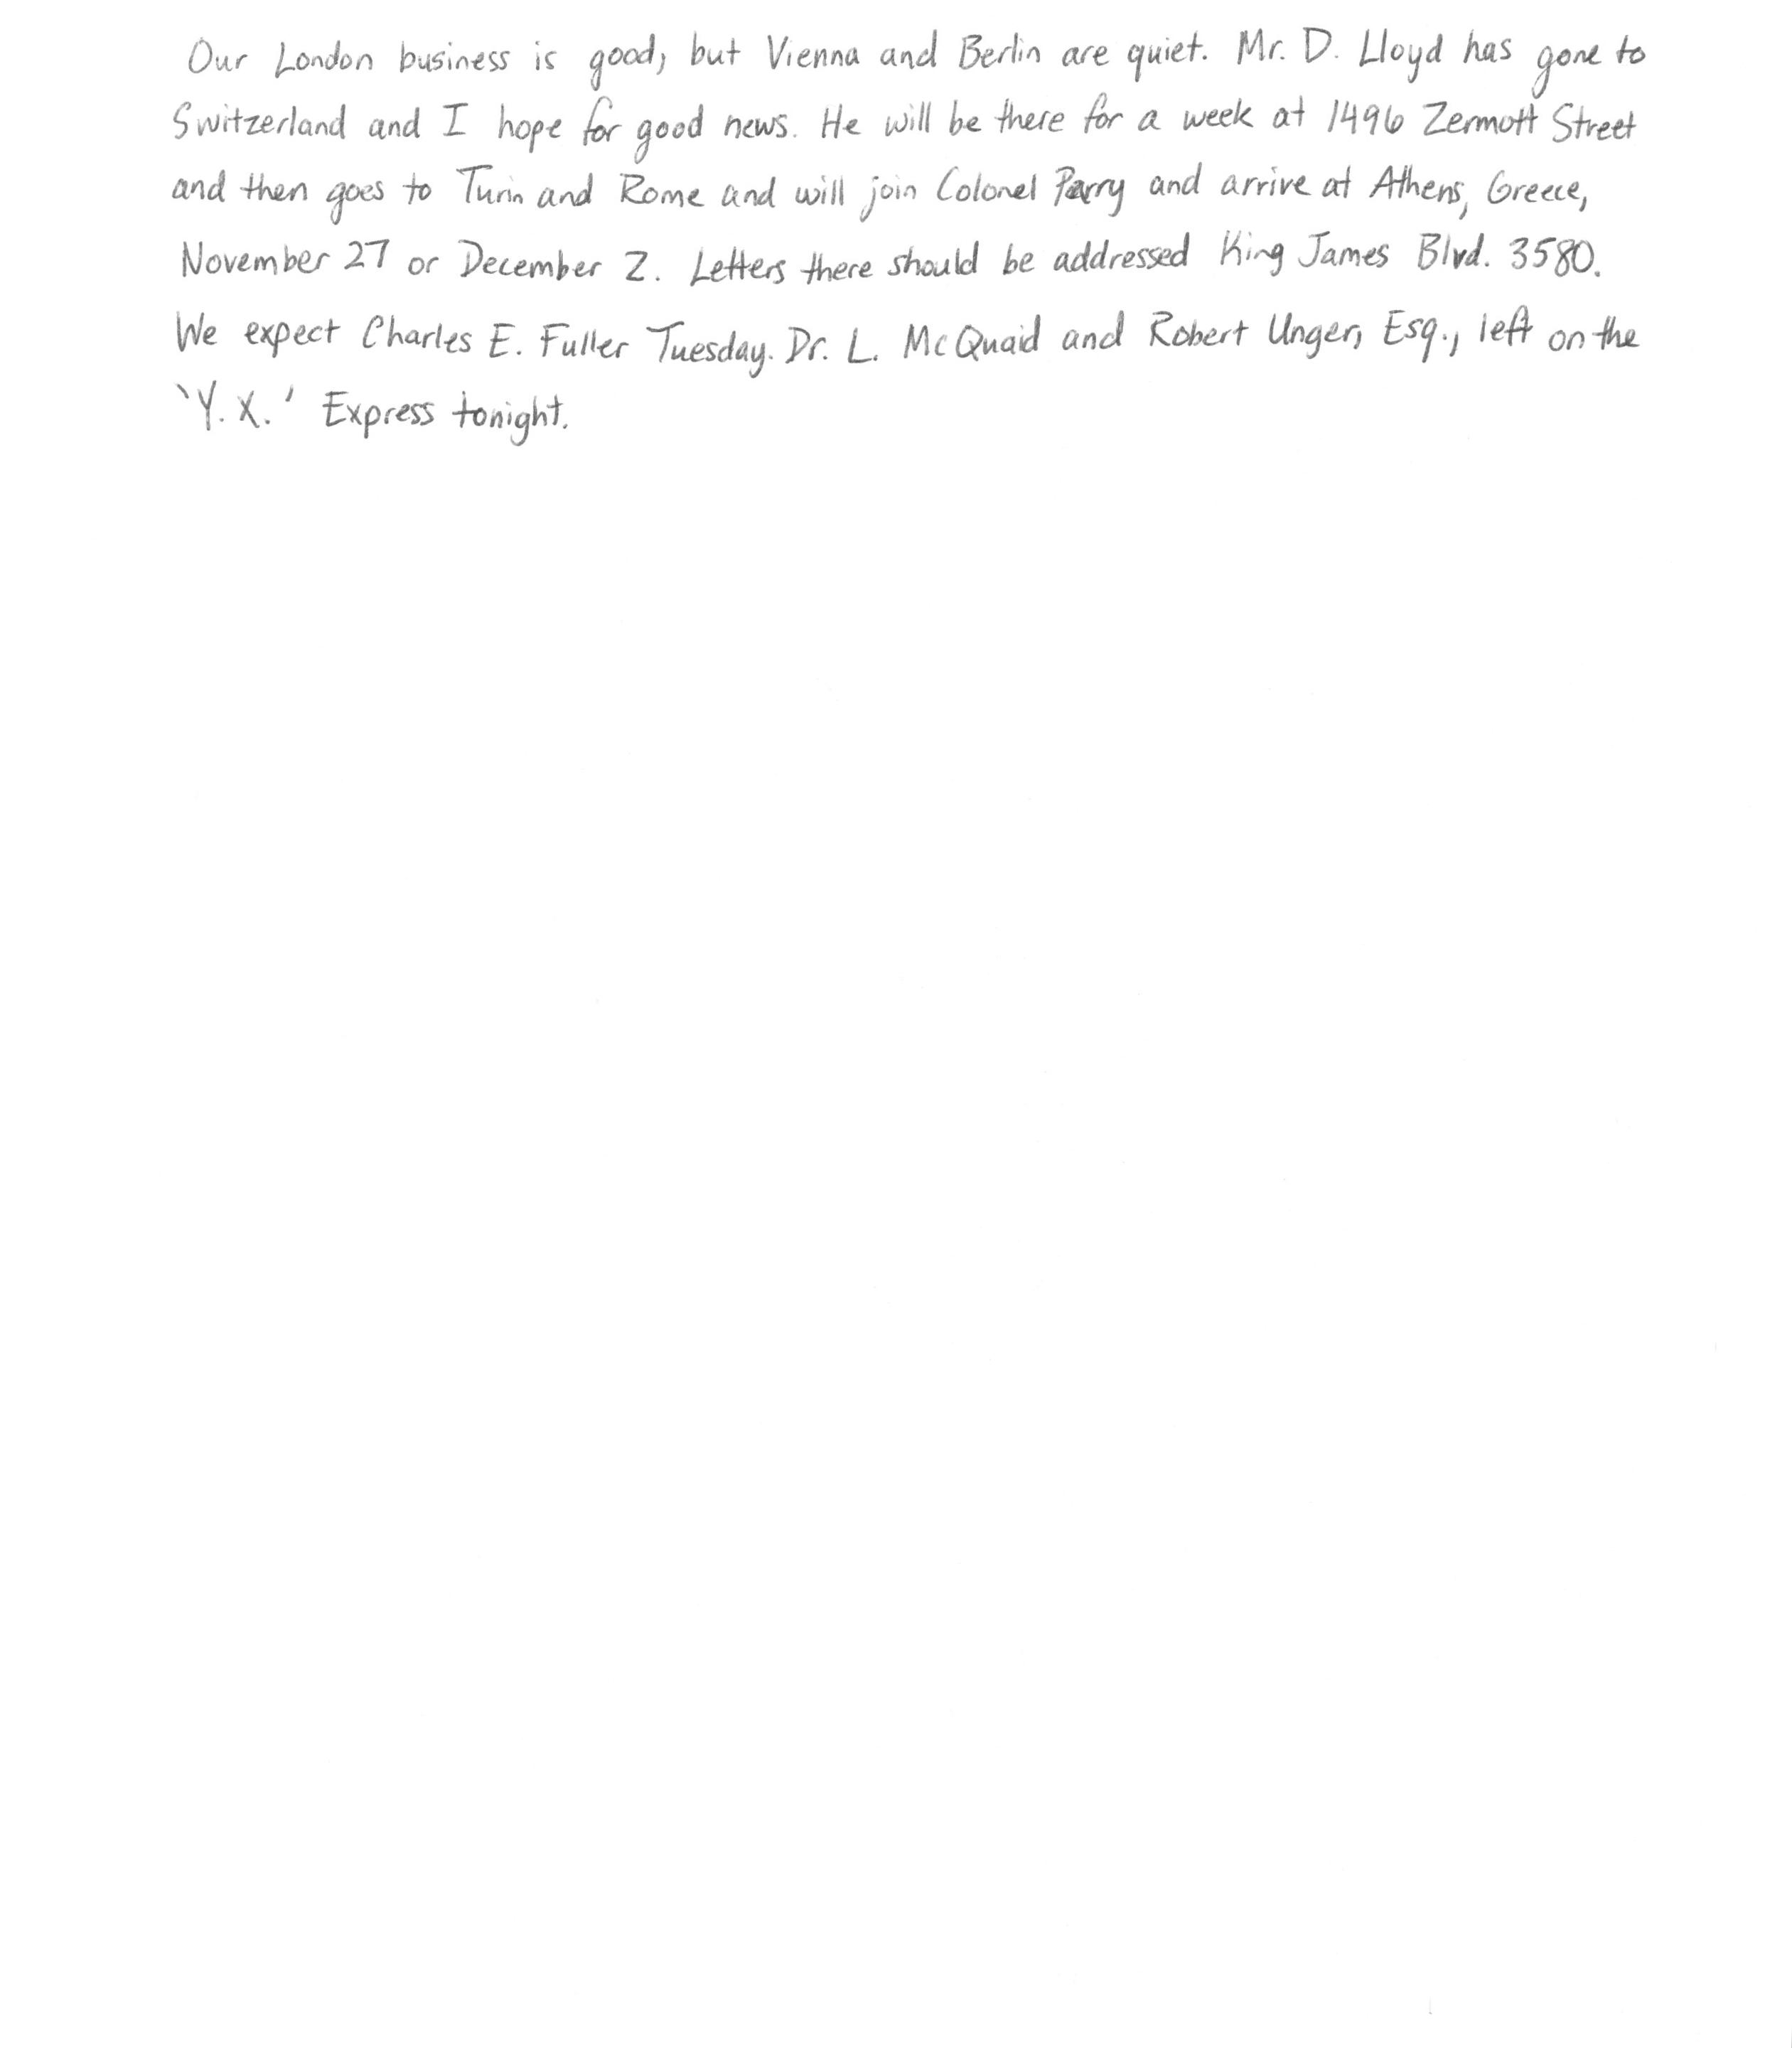 Our London business is good, but Vienna and Berlin are quiet. Mr. D. Lloyd has gone to
Switzerland and I hope for good news. He will be there for a week at 1496 Zermott Street
and then goes to Turin and Rome and will join Colonel Parry and arrive at Athens, Greece,
November 27 or December 2. Letters there should be addressed King James Blvd. 3580.
We expect Charles E. Fuller Tuesday. Dr. L. McQuaid and Robert Unger, Esq., left on the
'Y.X.' Express tonight.